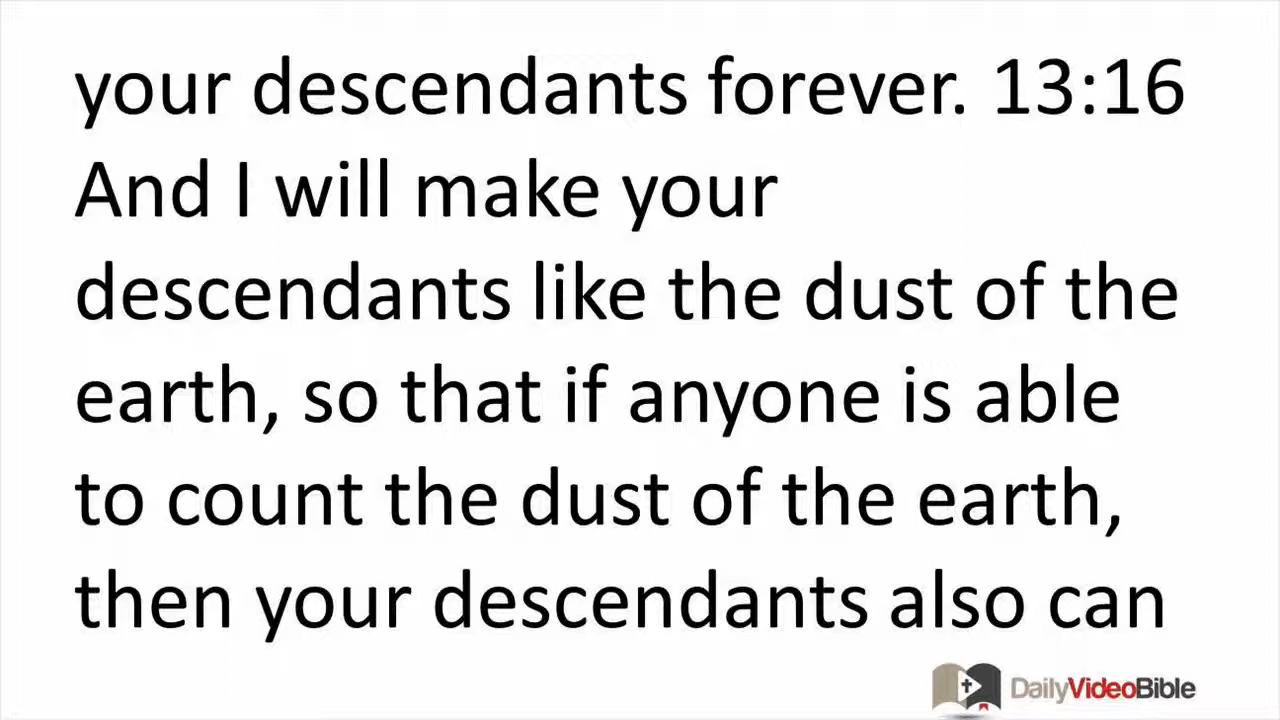 your descendants forever. 13:16
And I will make your
descendants like the dust of the
earth, so that if anyone is able
to count the dust of the earth,
then your descendants also can
DailyVideoBible